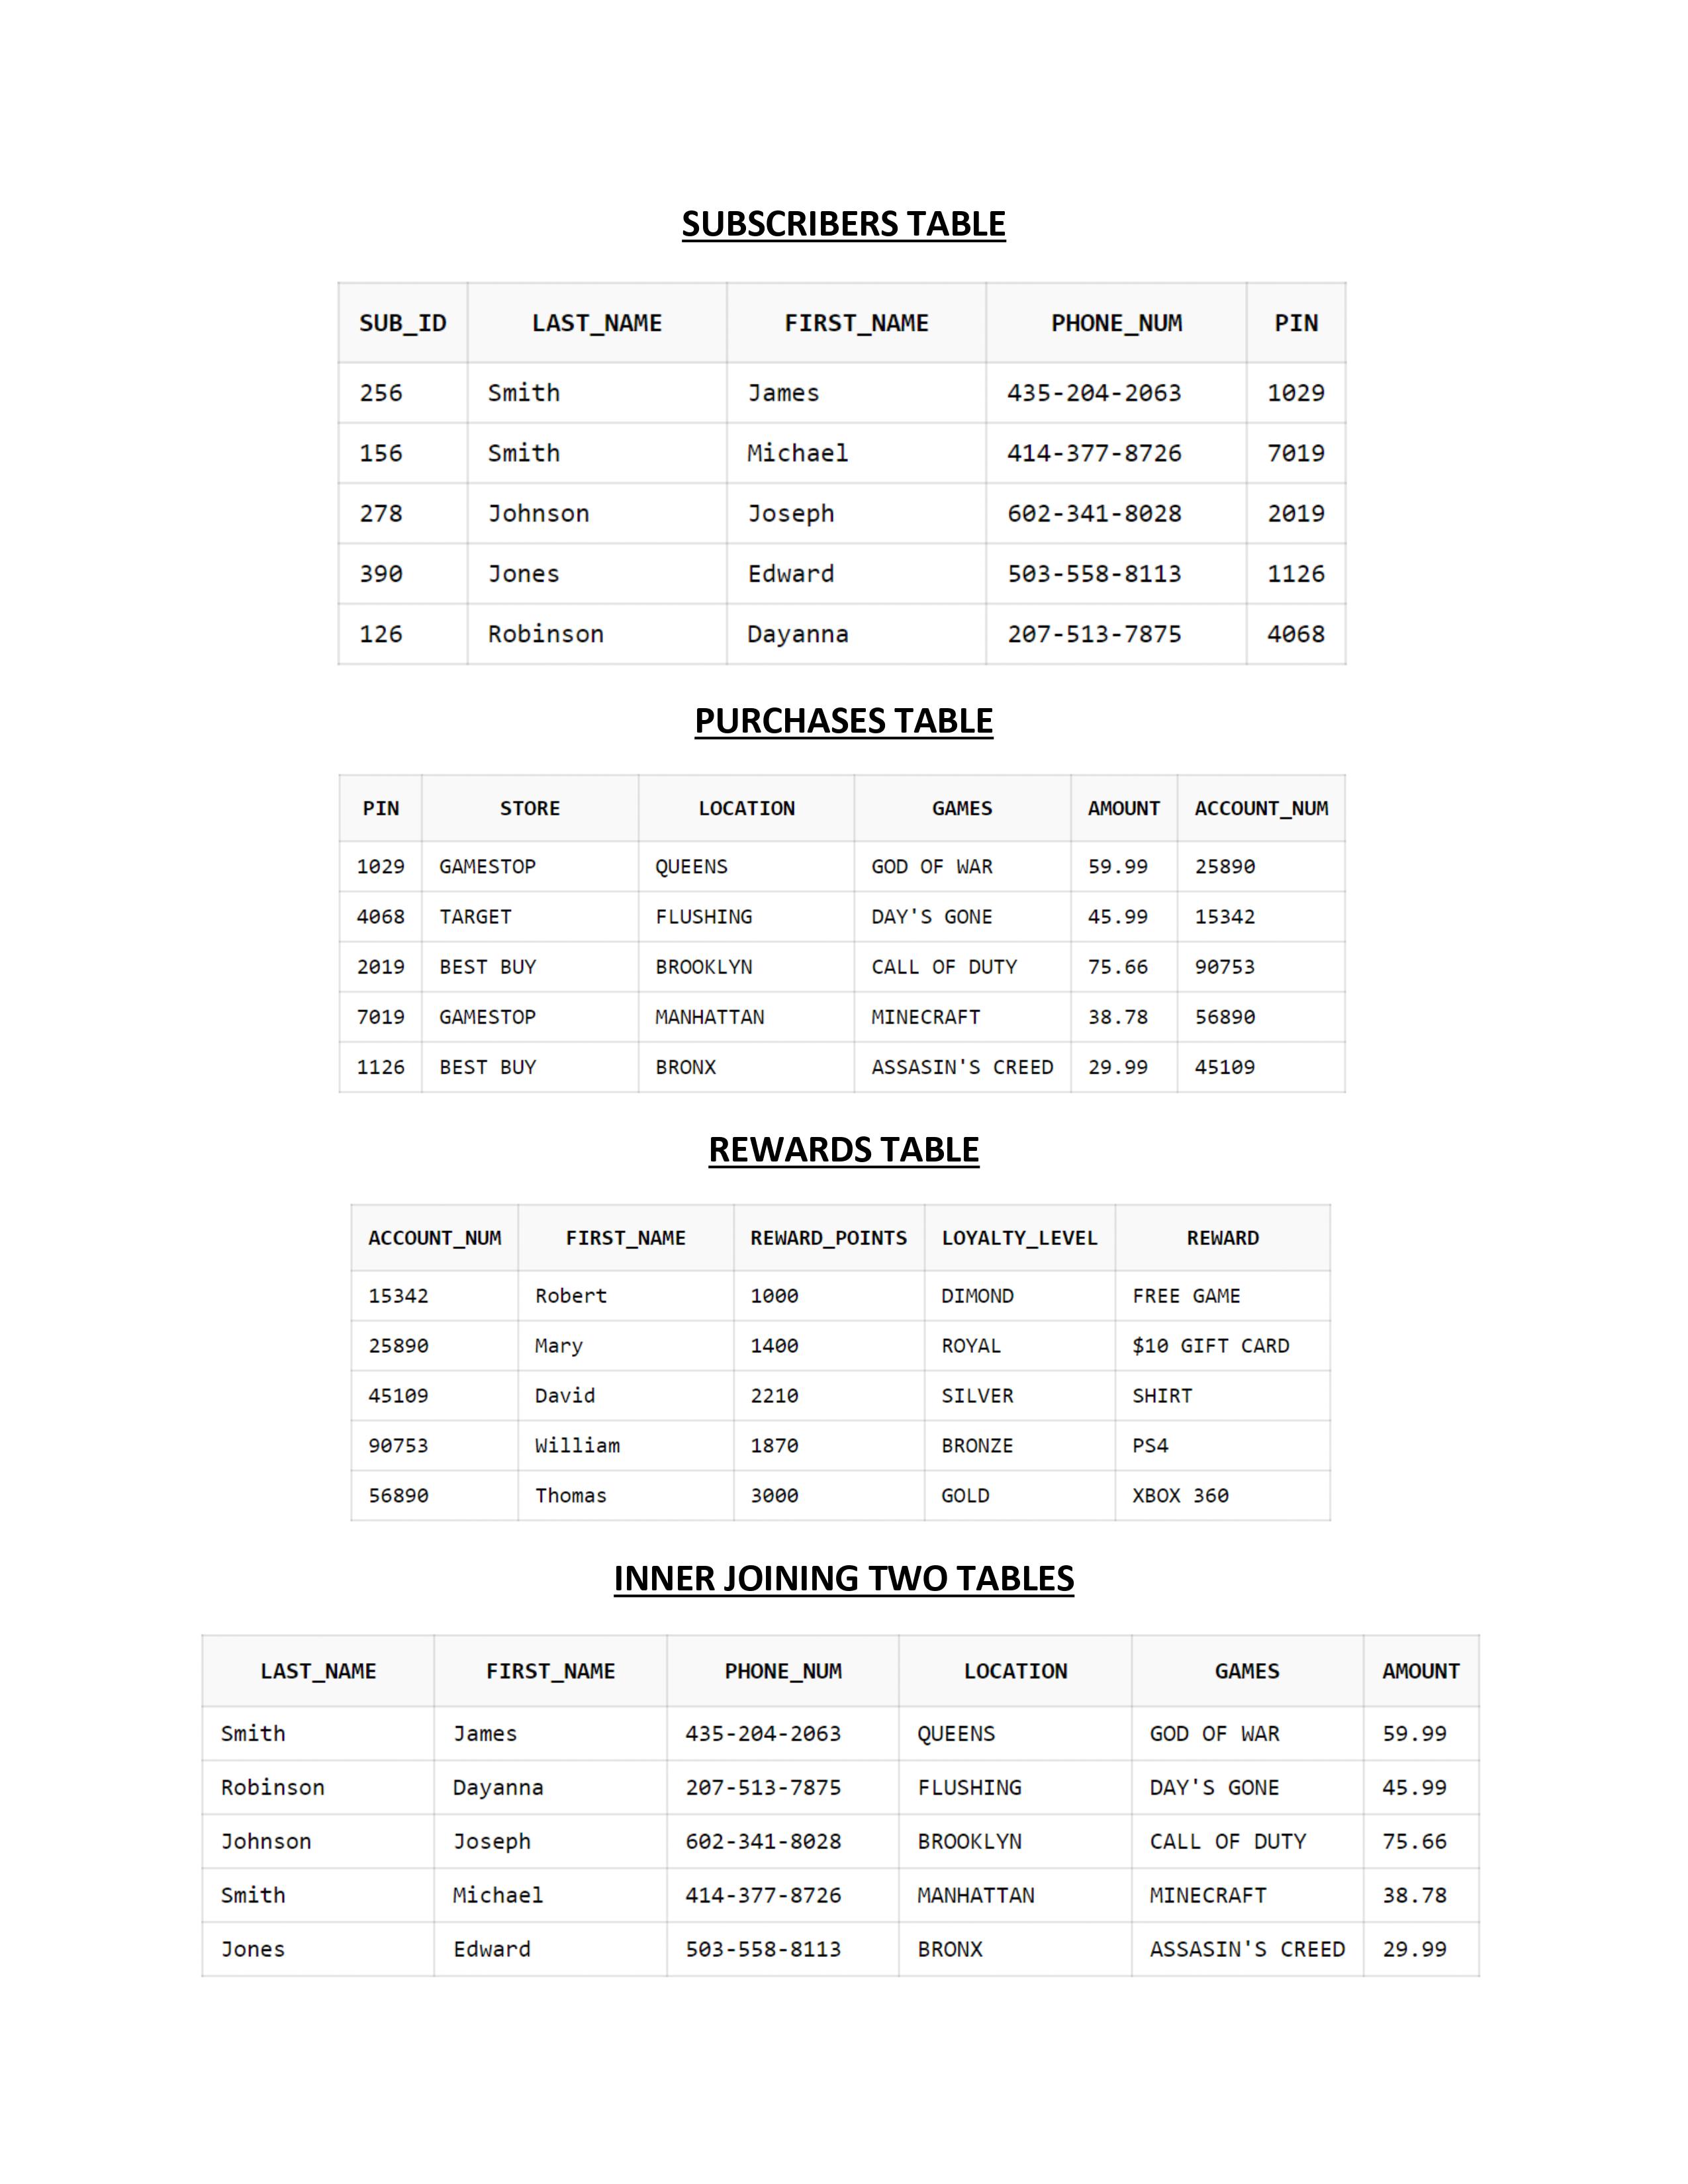 SUBSCRIBERS TABLE
SUB_ID LAST_NAME FIRST_NAME PHONE_NUM PIN
256 Smith James 435-204-2063 1029
156 Smith Michael 414-377-8726 7019
278 Johnson Joseph 602-341-8028 2019
390 Jones Edward 503-558-8113 1126
126 Robinson Dayanna 207-513-7875 4068
PURCHASES TABLE
PIN STORE LOCATION GAMES AMOUNT ACCOUNT_NUM
1029 GAMESTOP QUEENS GOD OF WAR 59.99 25890
4068 TARGET FLUSHING DAY'S GONE 45.99 15342
2019 BEST BUY BROOKLYN CALL OF DUTY 75.66 90753
7019 GAMESTOP MANHATTAN MINECRAFT 38.78 56890
1126 BEST BUY BRONX ASSASIN'S CREED 29.99 45109
REWARDS TABLE
ACCOUNT_NUM FIRST_NAME REWARD_POINTS LOYALTY_LEVEL REWARD
15342 Robert 1000 DIMOND FREE GAME
25890 Mary 1400 ROYAL $10 GIFT CARD
45109 David 2210 SILVER SHIRT
90753 William 1870 BRONZE PS4
56890 Thomas 3000 GOLD XBOX 360
INNER JOINING TWO TABLES
LAST_NAME FIRST_NAME PHONE_NUM LOCATION GAMES AMOUNT
Smith James 435-204-2063 QUEENS GOD OF WAR 59.99
Robinson Dayanna 207-513-7875 FLUSHING DAY'S GONE 45.99
Johnson Joseph 602-341-8028 BROOKLYN CALL OF DUTY 75.66
Smith Michael 414-377-8726 MANHATTAN MINECRAFT 38.78
Jones Edward 503-558-8113 BRONX ASSASIN'S CREED 29.99